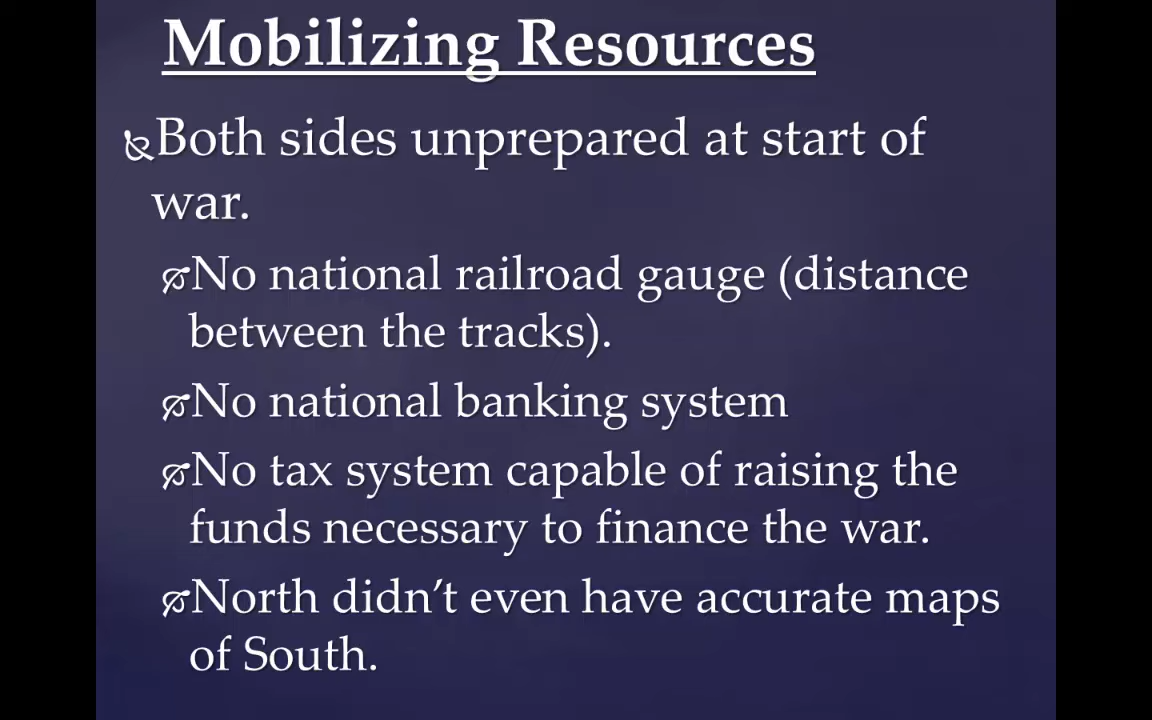 Mobilizing Resources
Both sides unprepared at start of
war.
No national railroad gauge (distance
between the tracks).
No national banking system
No tax system capable of raising the
funds necessary to finance the war.
North didn’t even have accurate maps
of South.